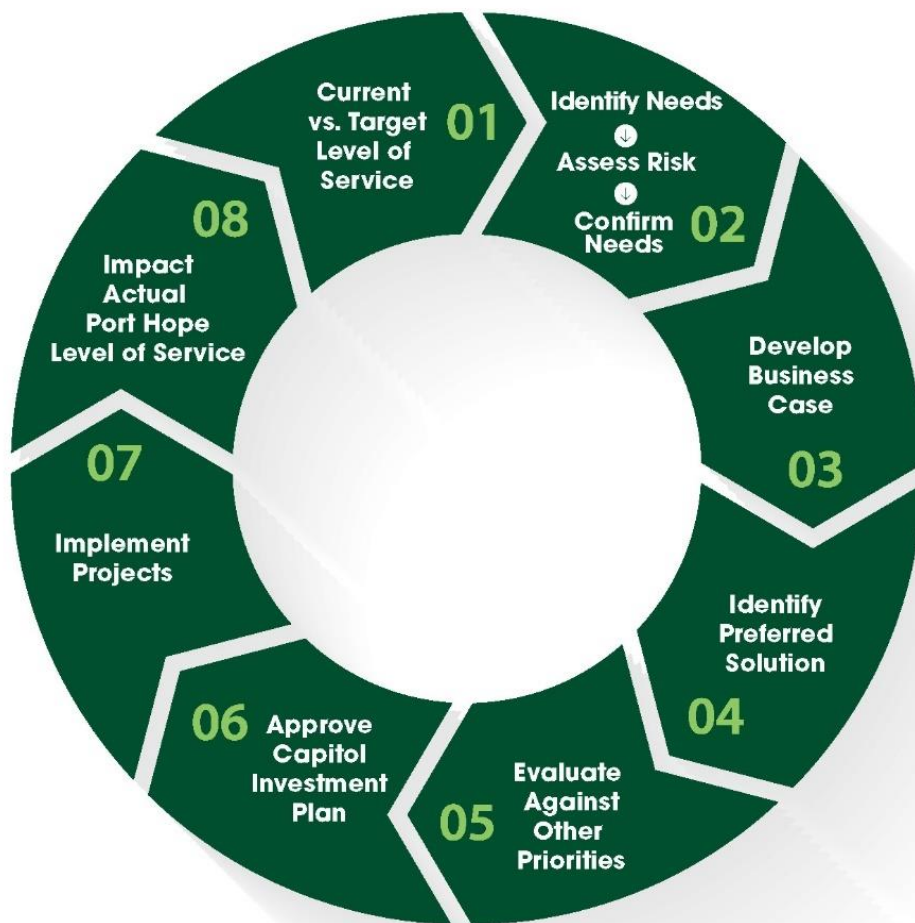 01
Current
vs. Target
Level of
Service
02
Identify Needs
↓
Assess Risk
↓
Confirm
Needs
03
Develop
Business
Case
04
Identify
Preferred
Solution
05
Evaluate
Against
Other
Priorities
06
Approve
Capitol
Investment
Plan
07
Implement
Projects
08
Impact
Actual
Port Hope
Level of Service